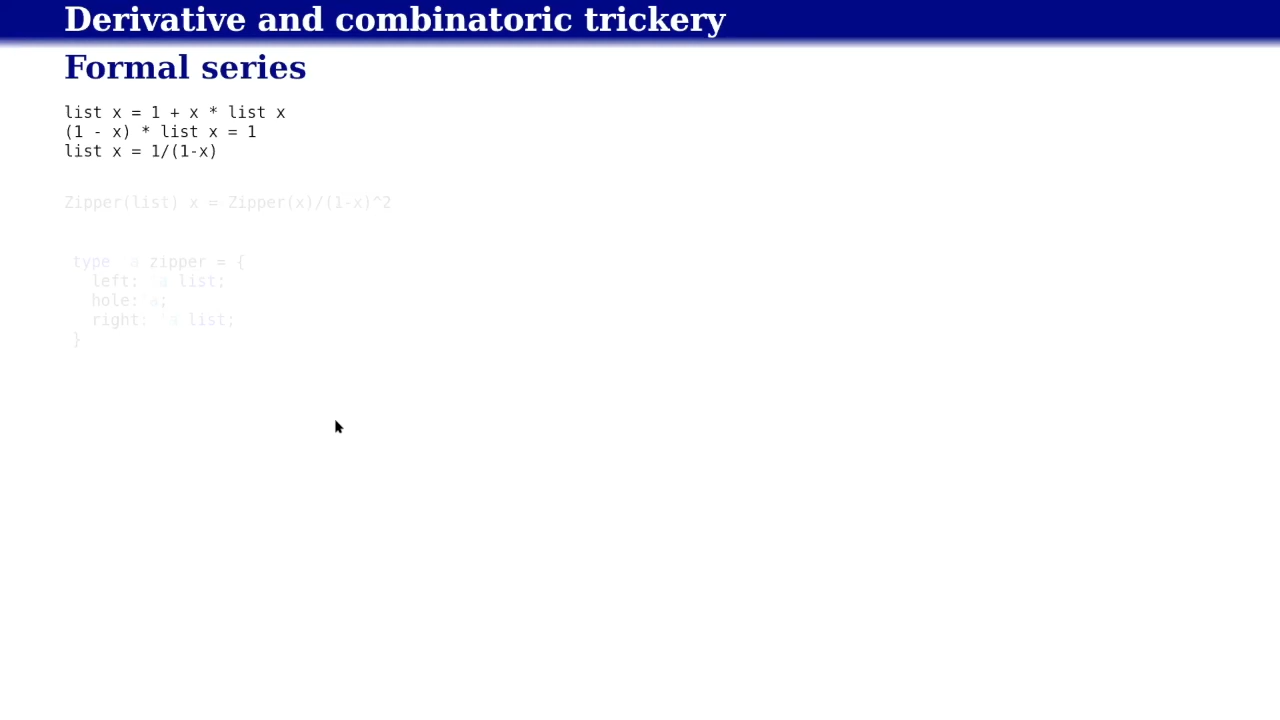 Derivative and combinatoric trickery
Formal series
list x = 1 + x * list x
(1 - x) * list x = 1
list x = 1/(1-x)
Zipper(list) x = Zipper(x)/(1-x)^2
type 'a zipper = {
left: 'a list;
hole: 'a;
right: 'a list;
}